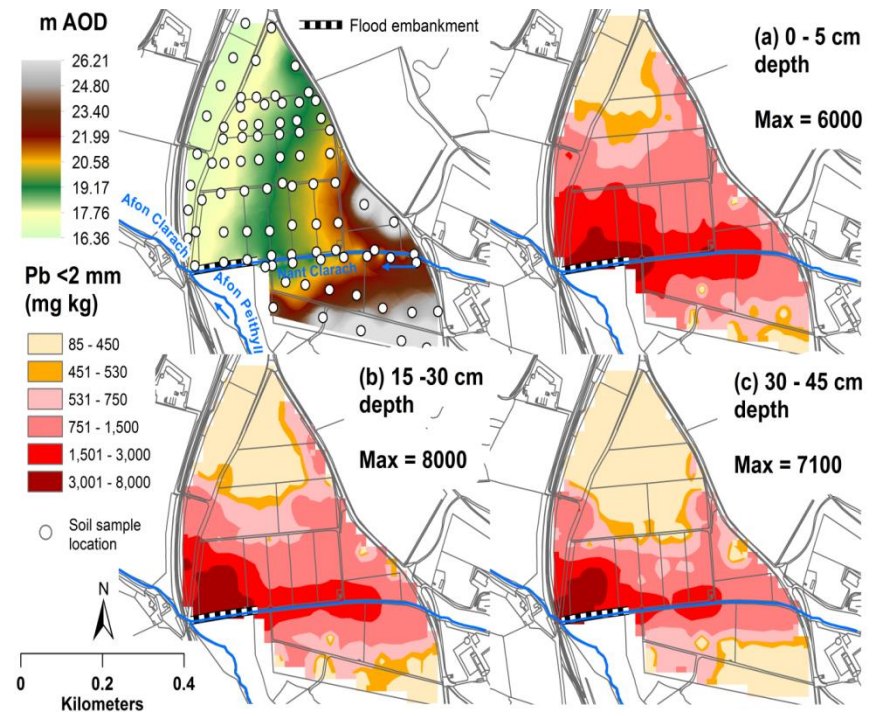 m AOD
26.21
24.80
23.40
21.99
20.58
19.17
17.76
16.36
Flood embankment
Afon Clarach
Nant Clarach
Afon Peithyll
(a) 0 - 5 cm
depth
Max = 6000
Pb <2 mm
(mg kg)
85 - 450
451 - 530
531 - 750
751 - 1,500
1,501 - 3,000
3,001 - 8,000
Soil sample
location
N
0
0.2
0.4
Kilometers
(b) 15 -30 cm
depth
Max = 8000
(c) 30 - 45 cm
depth
Max = 7100